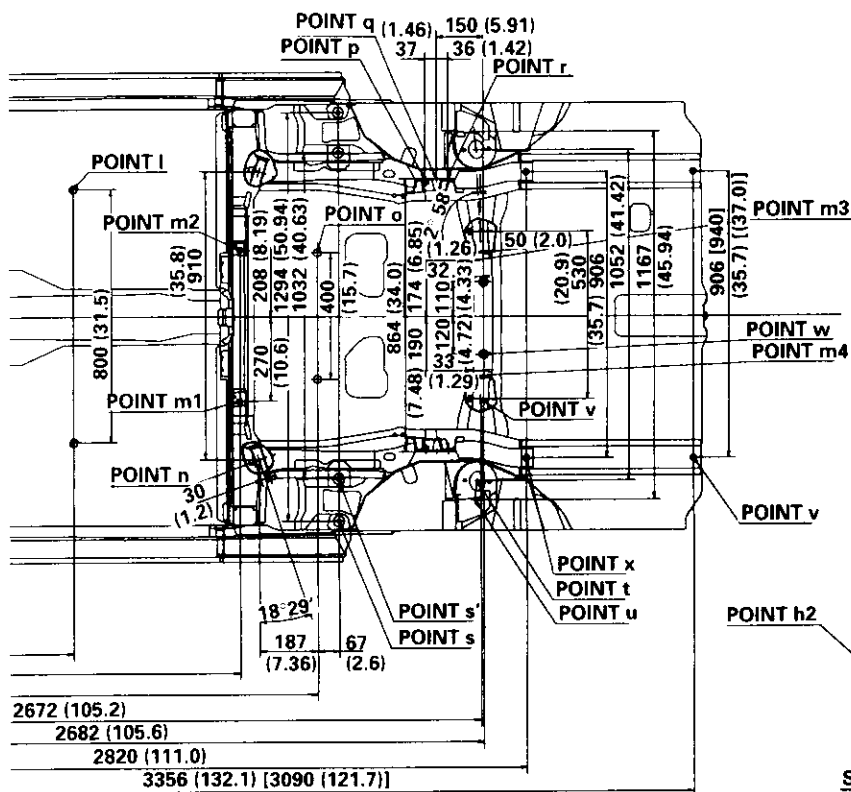 POINT q
(1.46)
150 (5.91)
POINT p
37
36 (1.42)
POINT r
POINT l
POINT m2
POINT o
POINT m3
(35.8)
910
208 (8.19)
1294 (50.94)
1032 (40.63)
400
(15.7)
864 (34.0)
190
174 (6.85)
(7.48)
(1.26)
32
110
(4.33)
120
(4.72)
33
(1.29)
50 (2.0)
530
(20.9)
906
(35.7)
1052 (41.42)
1167
(45.94)
906 [940]
(35.7) [(37.0)]
800 (31.5)
270
(10.6)
POINT w
POINT m4
POINT m1
POINT v
POINT n
30
(1.2)
POINT v
POINT x
POINT t
POINT u
POINT s'
POINT s
18°29'
187
(7.36)
67
(2.6)
POINT h2
2672 (105.2)
2682 (105.6)
2820 (111.0)
3356 (132.1) [3090 (121.7)]